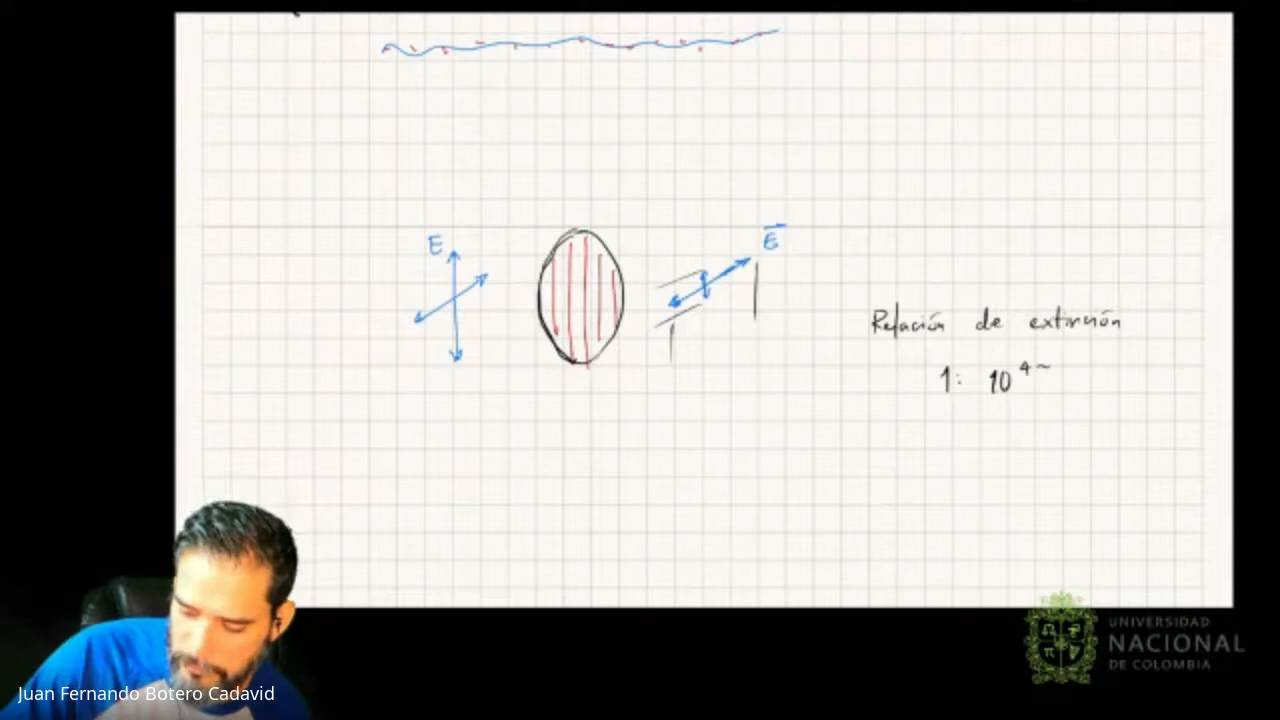 E
E
Relación de extinción
1: 10⁴~
UNIVERSIDAD
NACIONAL
DE COLOMBIA
Juan Fernando Botero Cadavid